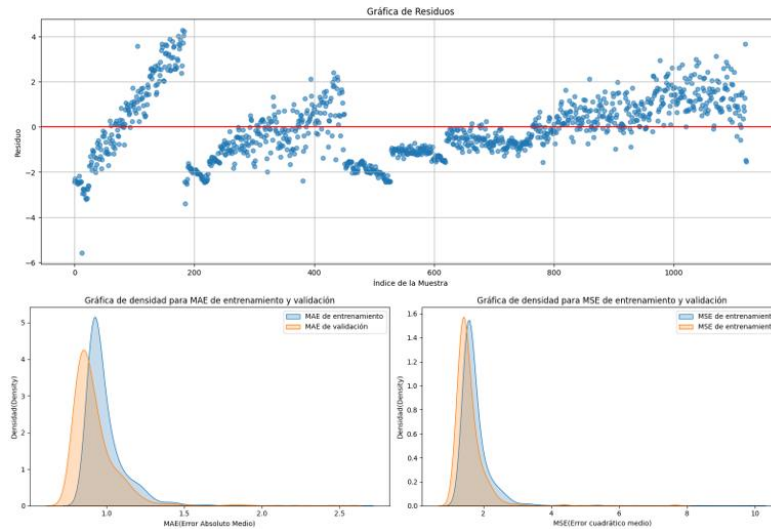 Gráfica de Residuos
4
2
0
−2
−4
−6
Residuo
0
200
400
600
800
1000
Índice de la Muestra
Gráfica de densidad para MAE de entrenamiento y validación
MAE de entrenamiento
MAE de validación
5
4
3
2
1
0
Densidad(Density)
1.0
1.5
2.0
2.5
MAE(Error Absoluto Medio)
Gráfica de densidad para MSE de entrenamiento y validación
MSE de entrenamiento
MSE de entrenamiento
1.6
1.4
1.2
1.0
0.8
0.6
0.4
0.2
0.0
Densidad(Density)
2
4
6
8
10
MSE(Error cuadrático medio)